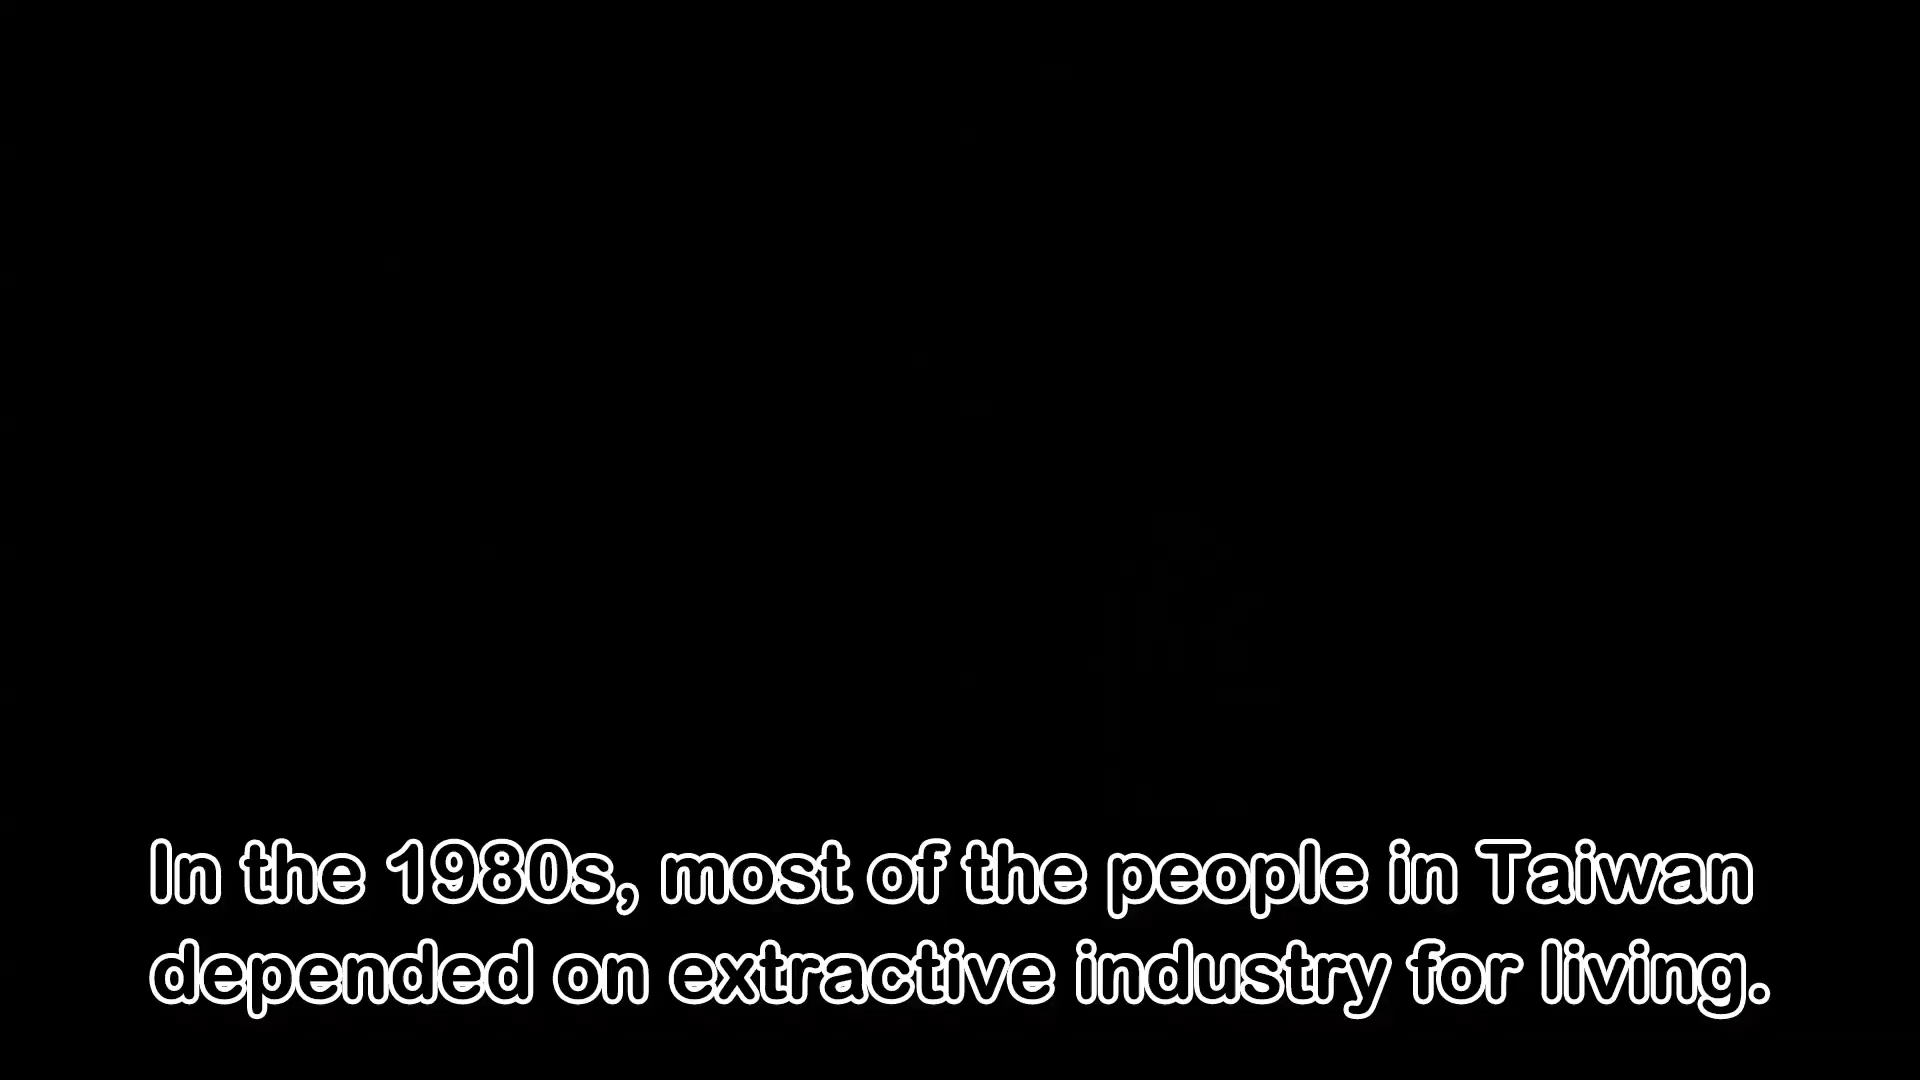 In the 1980s, most of the people in Taiwan
depended on extractive industry for living.